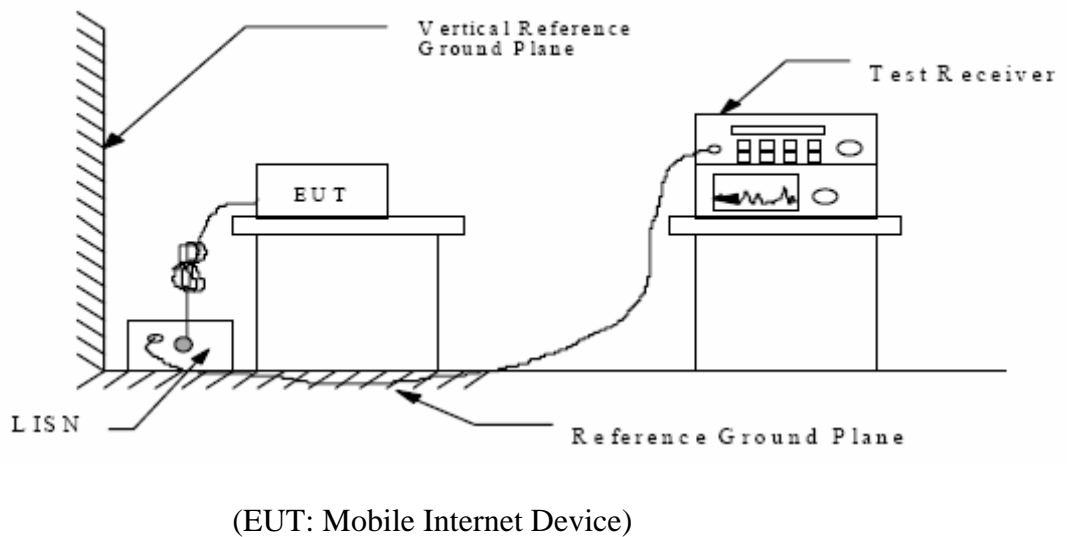 Vertical Reference
Ground Plane
Test Receiver
EUT
LISN
Reference Ground Plane
(EUT: Mobile Internet Device)